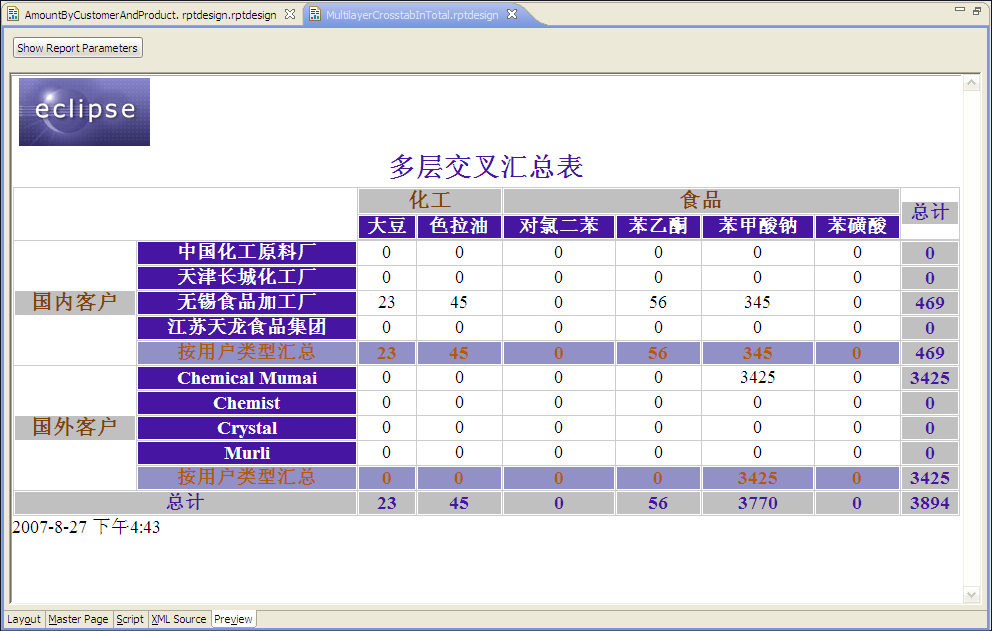 AmountByCustomerAndProduct. rptdesign.rptdesign MultilayerCrosstabInTotal.rptdesign
Show Report Parameters
eclipse
多层交叉汇总表
化工 食品 总计
大豆 色拉油 对氯二苯 苯乙酮 苯甲酸钠 苯磺酸
国内客户 中国化工原料厂 0 0 0 0 0 0 0
天津长城化工厂 0 0 0 0 0 0 0
无锡食品加工厂 23 45 0 56 345 0 469
江苏天龙食品集团 0 0 0 0 0 0 0
按用户类型汇总 23 45 0 56 345 0 469
国外客户 Chemical Mumai 0 0 0 0 3425 0 3425
Chemist 0 0 0 0 0 0 0
Crystal 0 0 0 0 0 0 0
Murli 0 0 0 0 0 0 0
按用户类型汇总 0 0 0 0 3425 0 3425
总计 23 45 0 56 3770 0 3894
2007-8-27 下午4:43
Layout Master Page Script XML Source Preview